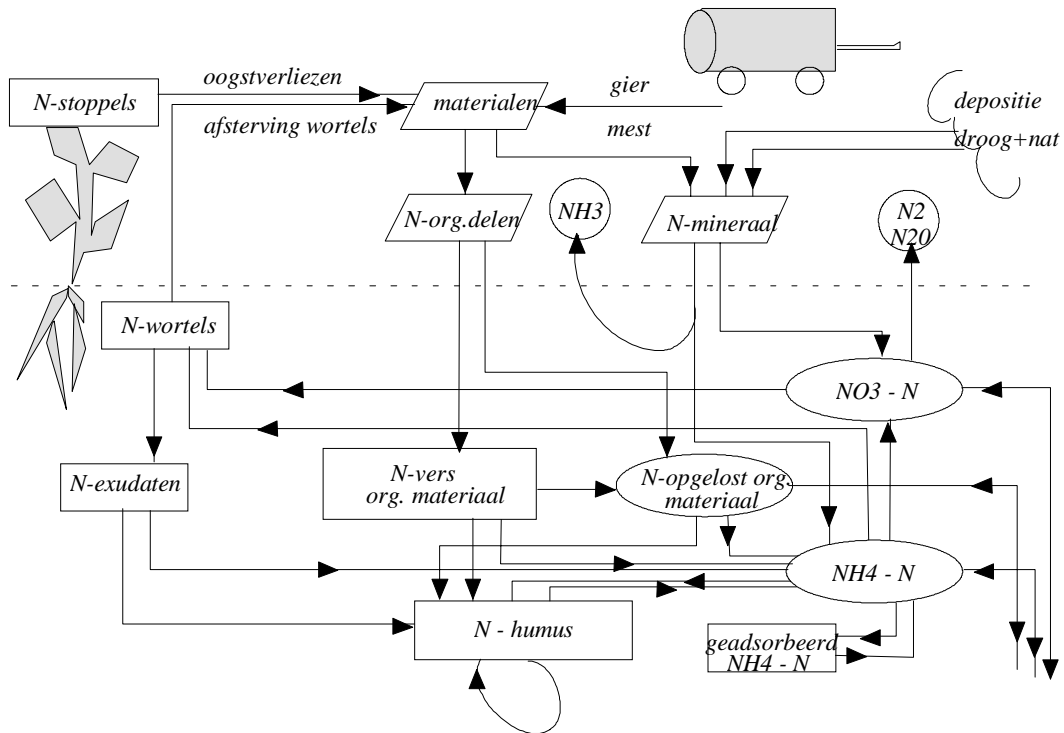 oogstverliezen
N-stoppels
materialen
gier
depositie
afsterving wortels
mest
droog+nat
N-org.delen
NH3
N-mineraal
N2
N20
N-wortels
NO3 - N
N-exudaten
N-vers
org. materiaal
N-opgelost org.
materiaal
NH4 - N
N - humus
geadsorbeerd
NH4 - N